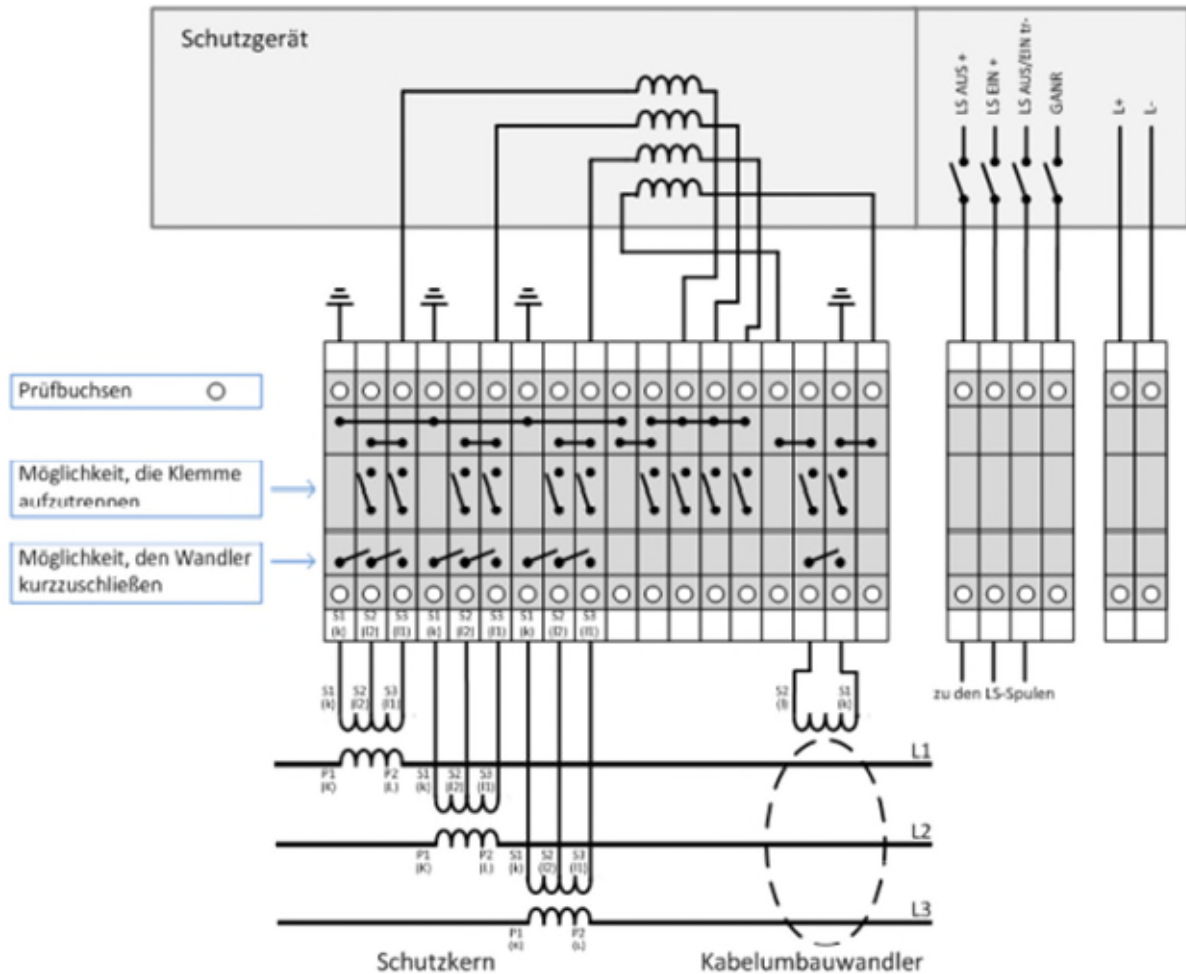 Schutzgerät
LS AUS +
LS EIN +
LS AUS/EIN tr-
GANR
L+
L-
Prüfbuchsen
Möglichkeit, die Klemme
aufzutrennen
Möglichkeit, den Wandler
kurzzuschließen
S1 S2 S3 S1 S2 S3 S1 S2 S3
(k) (l2) (l1) (k) (l2) (l1) (k) (l2) (l1)
S1 S2 S3
(k) (l2) (l1)
S2 S1
(l) (k)
zu den LS-Spulen
L1
P1 P2
(K) (L)
S1 S2 S3
(k) (l2) (l1)
L2
P1 P2
(K) (L)
S1 S2 S3
(k) (l2) (l1)
L3
P1 P2
(K) (L)
Schutzkern
Kabelumbauwandler